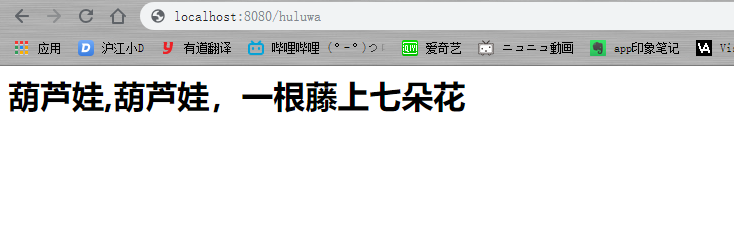 localhost:8080/huluwa
应用 沪江小D 有道翻译 哔哩哔哩 (゜-゜)つ 爱奇艺 ニコニコ動画 app印象笔记
葫芦娃,葫芦娃，一根藤上七朵花